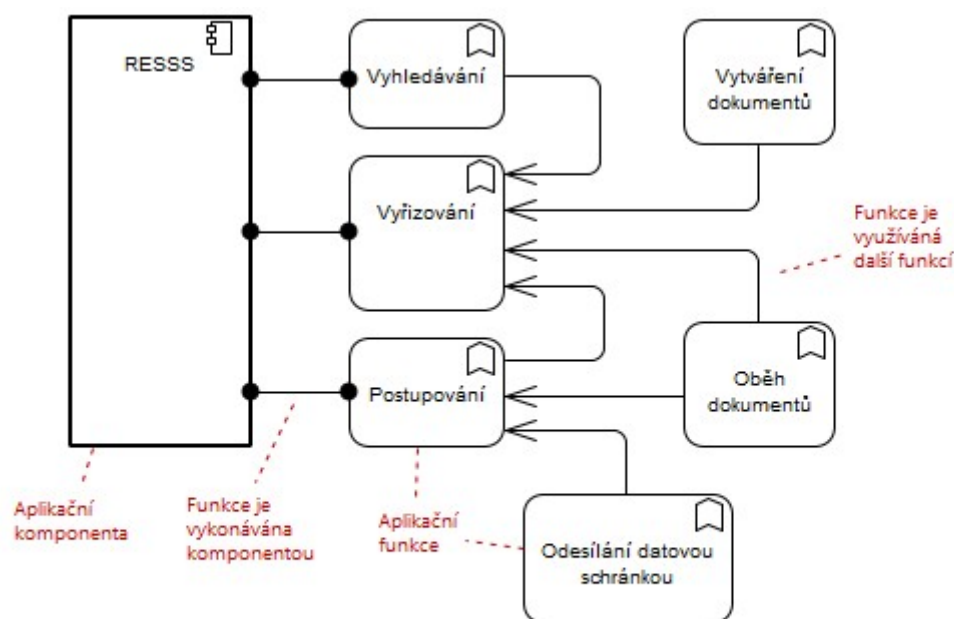 RESSS
Vyhledávání
Vytváření
dokumentů
Vyřizování
Funkce je
využíváná
další funkcí
Postupování
Oběh
dokumentů
Aplikační
komponenta
Funkce je
vykonávána
komponentou
Aplikační
funkce
Odesílání datovou
schránkou